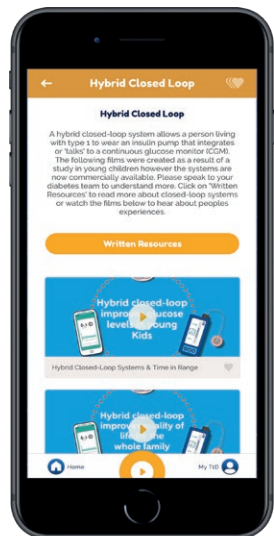 Hybrid Closed Loop
Hybrid Closed Loop
A hybrid closed-loop system allows a person living
with type 1 to wear an insulin pump that integrates
or 'talks' to a continuous glucose monitor (CGM).
The following films were created as a result of a
study in young children however the systems are
now commercially available. Please speak to your
diabetes team to understand more. Click on 'Written
Resources' to read more about closed-loop systems
or watch the films below to hear about peoples
experiences.
Written Resources
Hybrid closed-loop
improves glucose
levels in young
Kids
Hybrid Closed-Loop Systems & Time in Range
Hybrid closed-loop
improves quality of
life for the
whole family
Home
My T1D